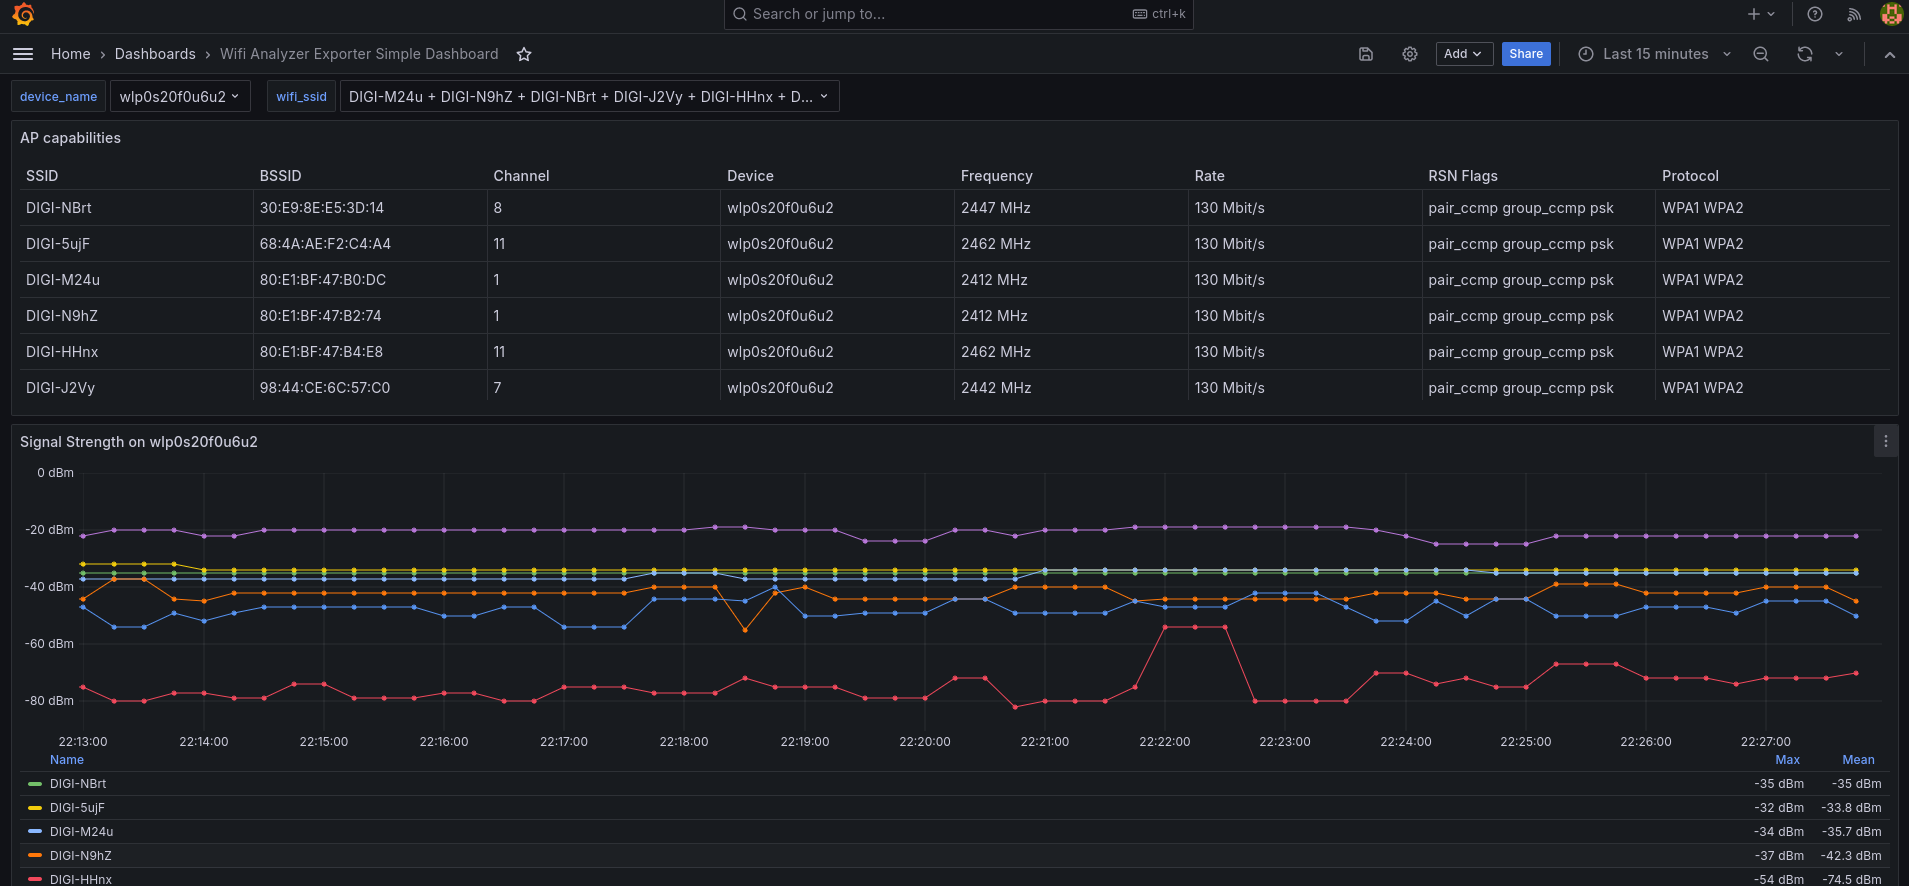 Search or jump to... ctrl+k
Home › Dashboards › Wifi Analyzer Exporter Simple Dashboard Add Share Last 15 minutes
device_name wlp0s20f0u6u2 wifi_ssid DIGI-M24u + DIGI-N9hZ + DIGI-NBrt + DIGI-J2Vy + DIGI-HHnx + D...
AP capabilities
SSID BSSID Channel Device Frequency Rate RSN Flags Protocol
DIGI-NBrt 30:E9:8E:E5:3D:14 8 wlp0s20f0u6u2 2447 MHz 130 Mbit/s pair_ccmp group_ccmp psk WPA1 WPA2
DIGI-5ujF 68:4A:AE:F2:C4:A4 11 wlp0s20f0u6u2 2462 MHz 130 Mbit/s pair_ccmp group_ccmp psk WPA1 WPA2
DIGI-M24u 80:E1:BF:47:B0:DC 1 wlp0s20f0u6u2 2412 MHz 130 Mbit/s pair_ccmp group_ccmp psk WPA1 WPA2
DIGI-N9hZ 80:E1:BF:47:B2:74 1 wlp0s20f0u6u2 2412 MHz 130 Mbit/s pair_ccmp group_ccmp psk WPA1 WPA2
DIGI-HHnx 80:E1:BF:47:B4:E8 11 wlp0s20f0u6u2 2462 MHz 130 Mbit/s pair_ccmp group_ccmp psk WPA1 WPA2
DIGI-J2Vy 98:44:CE:6C:57:C0 7 wlp0s20f0u6u2 2442 MHz 130 Mbit/s pair_ccmp group_ccmp psk WPA1 WPA2
Signal Strength on wlp0s20f0u6u2
0 dBm
-20 dBm
-40 dBm
-60 dBm
-80 dBm
22:13:00 22:14:00 22:15:00 22:16:00 22:17:00 22:18:00 22:19:00 22:20:00 22:21:00 22:22:00 22:23:00 22:24:00 22:25:00 22:26:00 22:27:00
Name Max Mean
DIGI-NBrt -35 dBm -35 dBm
DIGI-5ujF -32 dBm -33.8 dBm
DIGI-M24u -34 dBm -35.7 dBm
DIGI-N9hZ -37 dBm -42.3 dBm
DIGI-HHnx -54 dBm -74.5 dBm